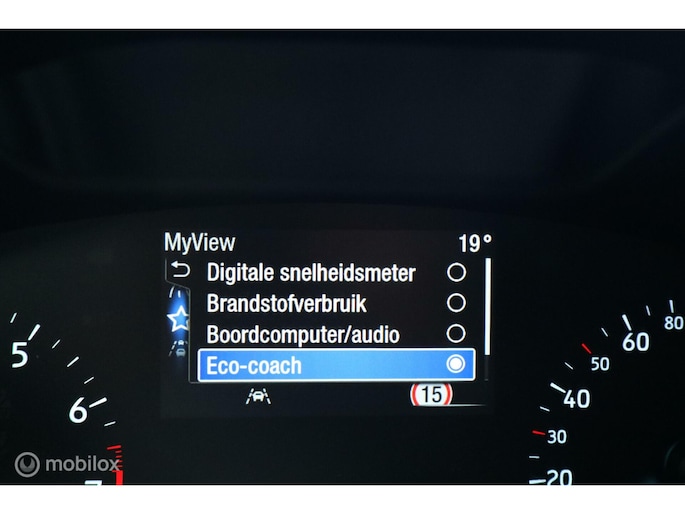 MyView 19°
Digitale snelheidsmeter
Brandstofverbruik
Boordcomputer/audio
Eco-coach
15
5
6
7
80
60
50
40
30
20
mobilox